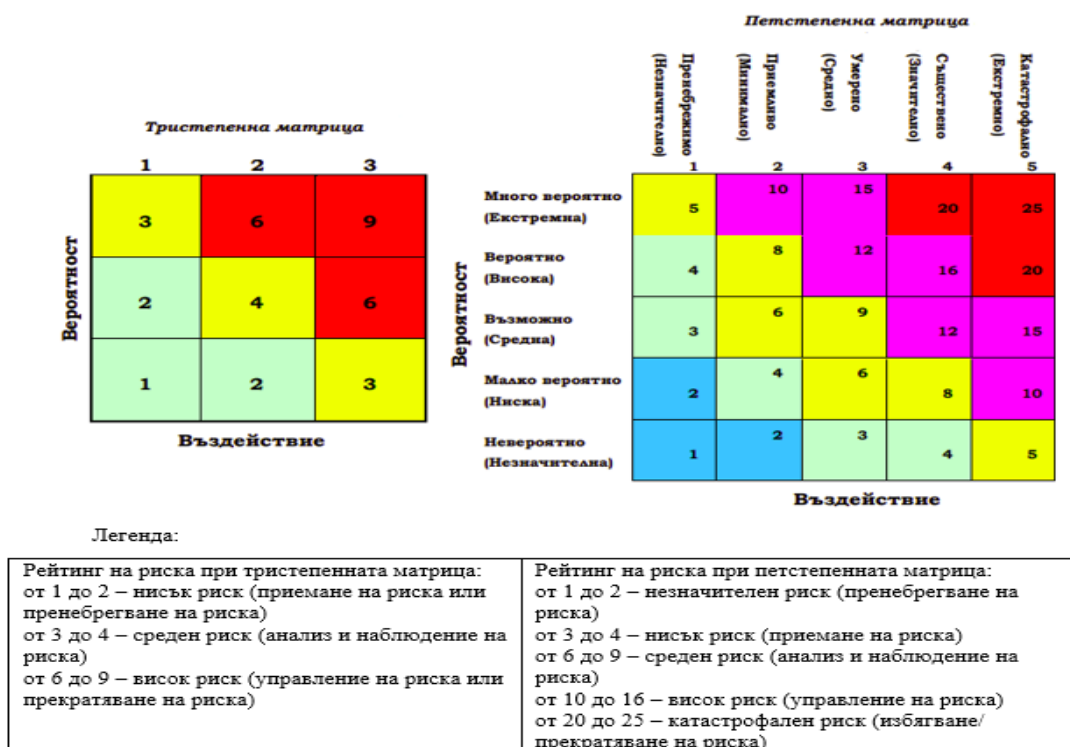 Петстепенна матрица
Пренебрежимо
(Незначително)
Приемливо
(Минимално)
Умерено
(Средно)
Съществено
(Значително)
Катастрофално
(Екстремно)
Тристепенна матрица
1 2 3
3 6 9
2 4 6
1 2 3
Вероятност
Въздействие
1 2 3 4 5
Много вероятно
(Екстремна)
5 10 15 20 25
Вероятно
(Висока)
4 8 12 16 20
Възможно
(Средна)
3 6 9 12 15
Малко вероятно
(Ниска)
2 4 6 8 10
Невероятно
(Незначителна)
1 2 3 4 5
Вероятност
Въздействие
Легенда:
Рейтинг на риска при тристепенната матрица:
от 1 до 2 – нисък риск (приемане на риска или
пренебрегване на риска)
от 3 до 4 – среден риск (анализ и наблюдение на
риска)
от 6 до 9 – висок риск (управление на риска или
прекратяване на риска)
Рейтинг на риска при петстепенната матрица:
от 1 до 2 – незначителен риск (пренебрегване на
риска)
от 3 до 4 – нисък риск (приемане на риска)
от 6 до 9 – среден риск (анализ и наблюдение на
риска)
от 10 до 16 – висок риск (управление на риска)
от 20 до 25 – катастрофален риск (избягване/
прекратяване на риска)